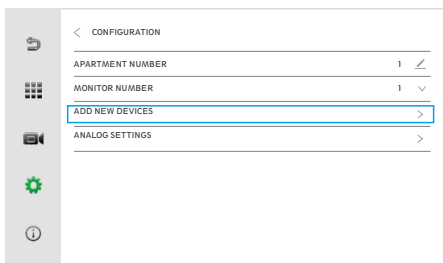 CONFIGURATION
APARTMENT NUMBER 1
MONITOR NUMBER 1
ADD NEW DEVICES
ANALOG SETTINGS